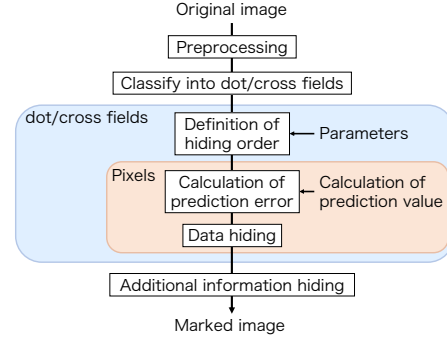 Original image
Preprocessing
Classify into dot/cross fields
dot/cross fields
Definition of
hiding order
Parameters
Pixels
Calculation of
prediction error
Calculation of
prediction value
Data hiding
Additional information hiding
Marked image